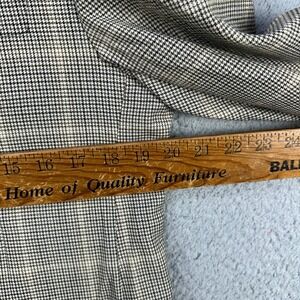 15 16 17 18 19 20 21 22 23 24
Home of Quality Furniture BAL